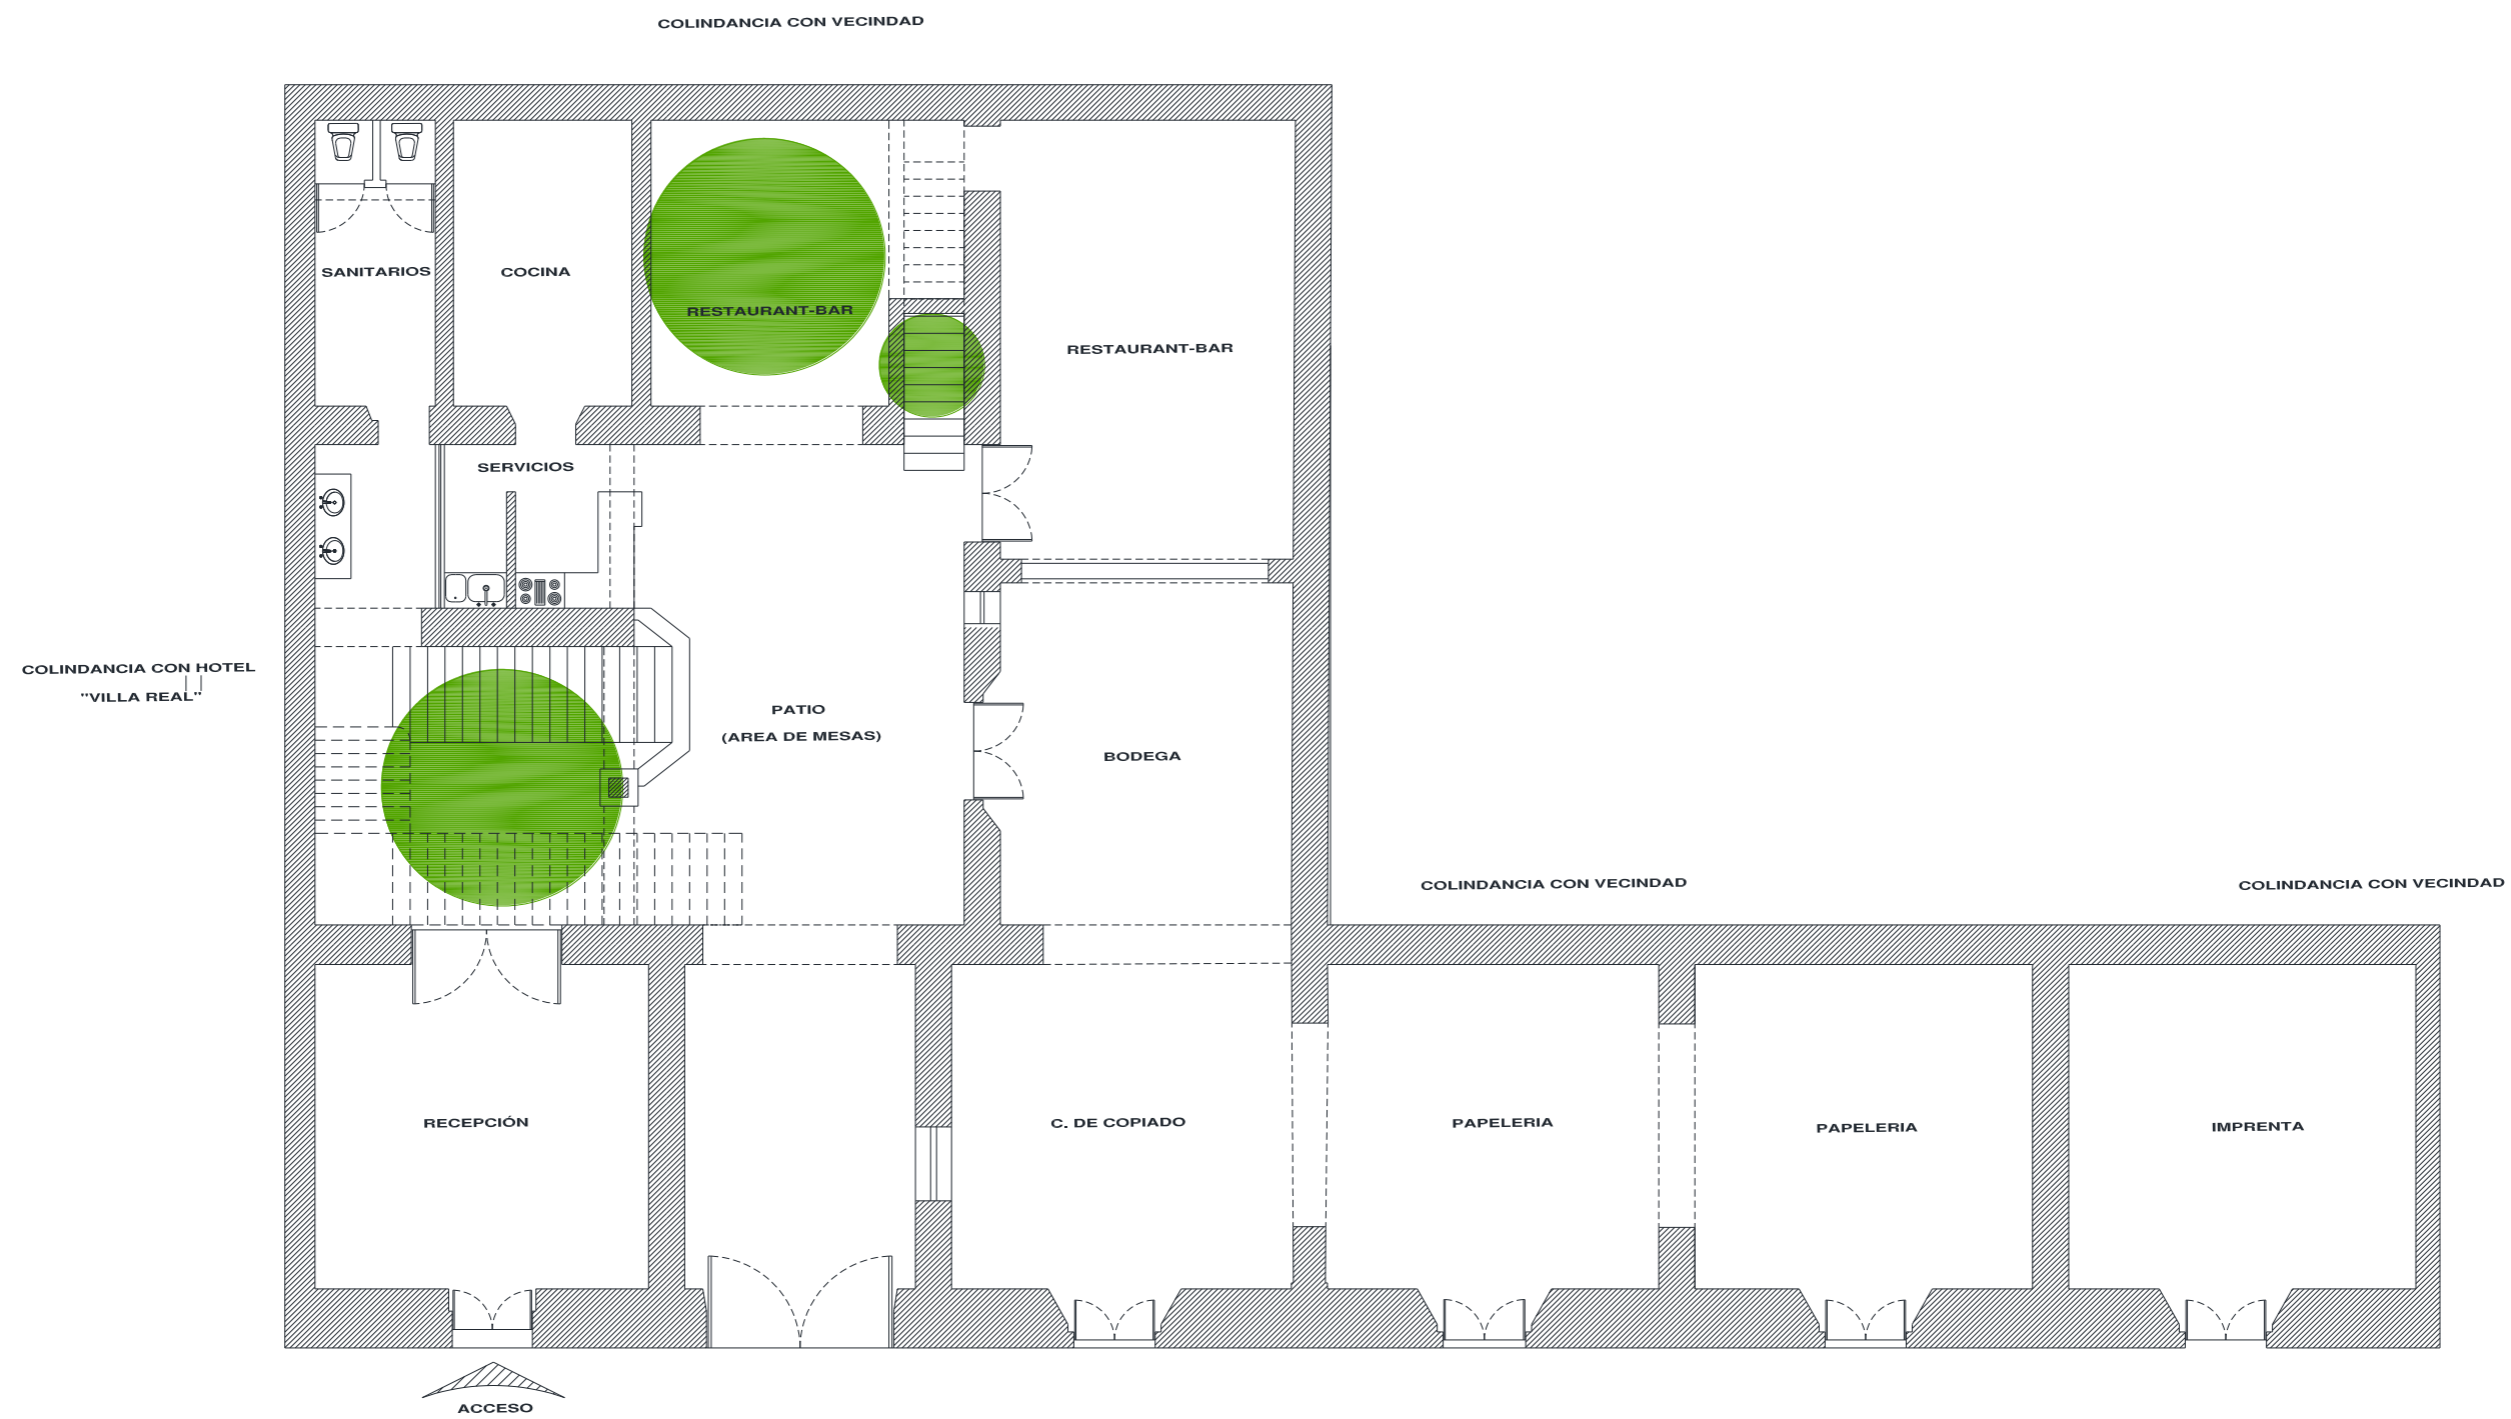 COLINDANCIA CON VECINDAD
SANITARIOS
COCINA
RESTAURANT-BAR
RESTAURANT-BAR
SERVICIOS
COLINDANCIA CON HOTEL
"VILLA REAL"
PATIO
(AREA DE MESAS)
BODEGA
COLINDANCIA CON VECINDAD
COLINDANCIA CON VECINDAD
RECEPCIÓN
C. DE COPIADO
PAPELERIA
PAPELERIA
IMPRENTA
ACCESO